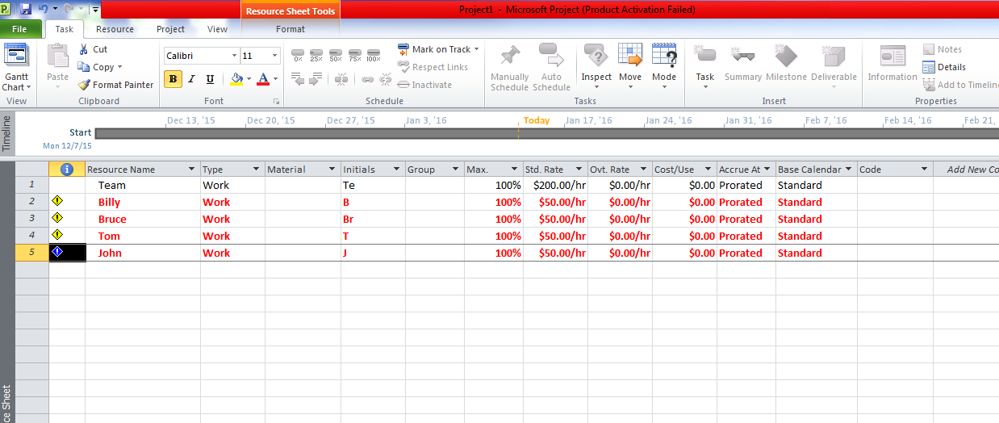 Resource Sheet Tools
Project1 - Microsoft Project (Product Activation Failed)
File Task Resource Project View Format
Gantt Chart
View
Paste
Cut
Copy
Format Painter
Clipboard
Calibri 11
B I U A
Font
0% 25% 50% 75% 100%
Mark on Track
Respect Links
Inactivate
Schedule
Manually Schedule
Auto Schedule
Inspect
Move
Mode
Tasks
Task
Summary
Milestone
Deliverable
Insert
Information
Notes
Details
Add to Timeline
Properties
Timeline
Dec 13, '15 Dec 20, '15 Dec 27, '15 Jan 3, '16 Today Jan 17, '16 Jan 24, '16 Jan 31, '16 Feb 7, '16 Feb 14, '16 Feb 21,
Start
Mon 12/7/15
Resource Name Type Material Initials Group Max. Std. Rate Ovt. Rate Cost/Use Accrue At Base Calendar Code Add New Co
1 Team Work Te 100% $200.00/hr $0.00/hr $0.00 Prorated Standard
2 Billy Work B 100% $50.00/hr $0.00/hr $0.00 Prorated Standard
3 Bruce Work Br 100% $50.00/hr $0.00/hr $0.00 Prorated Standard
4 Tom Work T 100% $50.00/hr $0.00/hr $0.00 Prorated Standard
5 John Work J 100% $50.00/hr $0.00/hr $0.00 Prorated Standard
ce Sheet